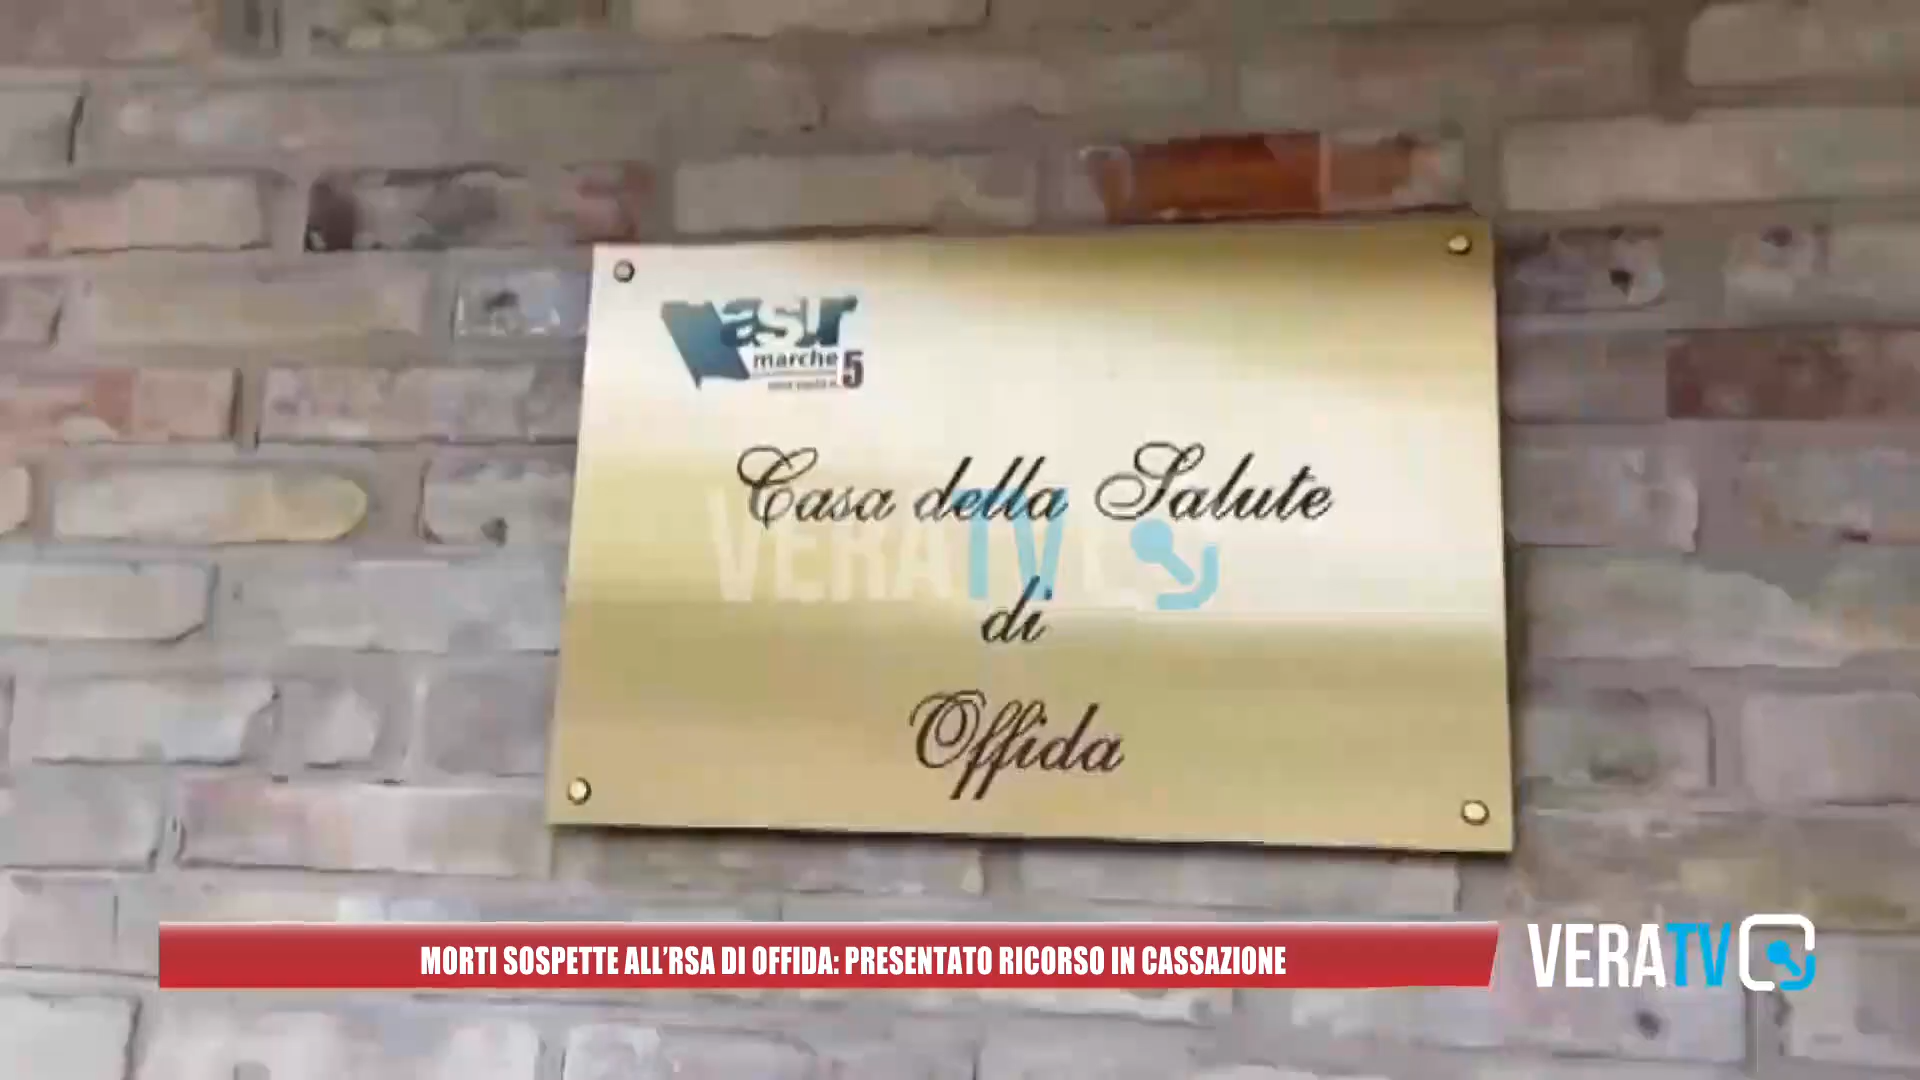 asur
marche
5
Casa della Salute
VERATV
di
Offida
MORTI SOSPETTE ALL'RSA DI OFFIDA: PRESENTATO RICORSO IN CASSAZIONE
VERATV